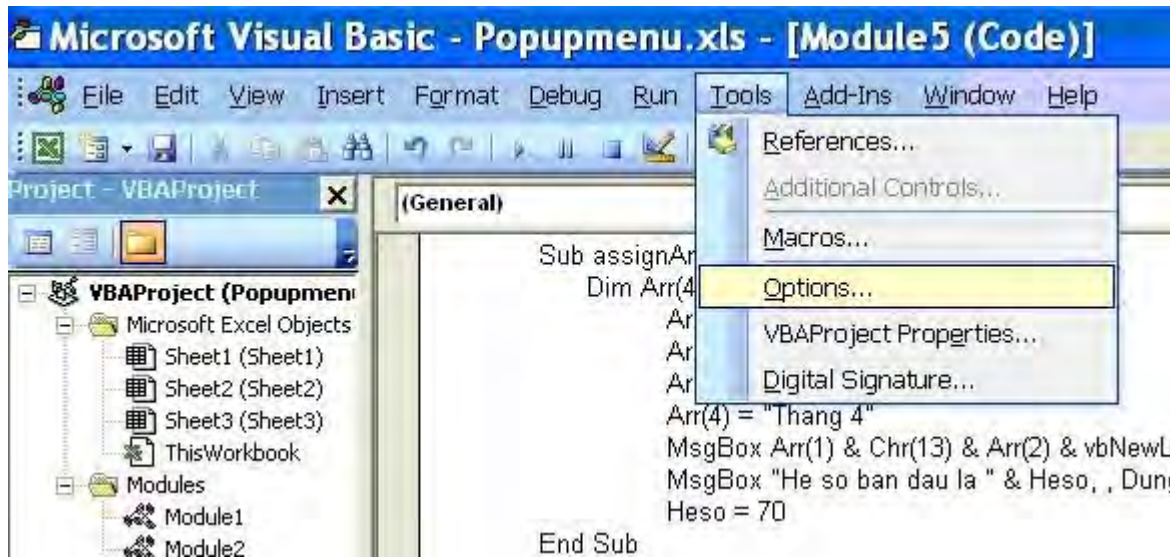 Microsoft Visual Basic - Popupmenu.xls - [Module5 (Code)]
File Edit View Insert Format Debug Run Tools Add-Ins Window Help
References...
Additional Controls...
Macros...
Options...
VBAProject Properties...
Digital Signature...
Project - VBAProject
VBAProject (Popupmen
Microsoft Excel Objects
Sheet1 (Sheet1)
Sheet2 (Sheet2)
Sheet3 (Sheet3)
ThisWorkbook
Modules
Module1
Module2
(General)
Sub assignAr
Dim Arr(4
Ar
Ar
Ar
Arr(4) = "Thang 4"
MsgBox Arr(1) & Chr(13) & Arr(2) & vbNewL
MsgBox "He so ban dau la " & Heso, , Dung
Heso = 70
End Sub